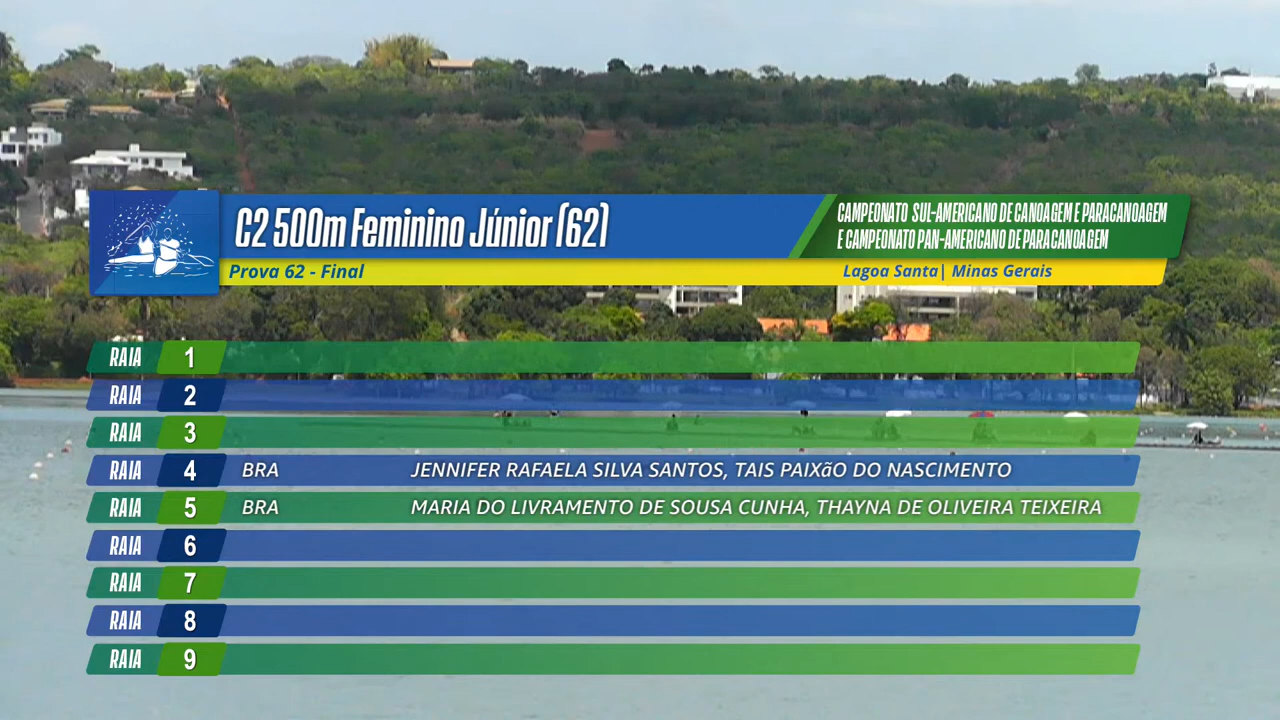 C2 500m Feminino Júnior (62)
CAMPEONATO SUL-AMERICANO DE CANOAGEM E PARACANOAGEM
E CAMPEONATO PAN-AMERICANO DE PARACANOAGEM
Prova 62 - Final
Lagoa Santa| Minas Gerais
RAIA 1
RAIA 2
RAIA 3
RAIA 4 BRA JENNIFER RAFAELA SILVA SANTOS, TAIS PAIXãO DO NASCIMENTO
RAIA 5 BRA MARIA DO LIVRAMENTO DE SOUSA CUNHA, THAYNA DE OLIVEIRA TEIXEIRA
RAIA 6
RAIA 7
RAIA 8
RAIA 9